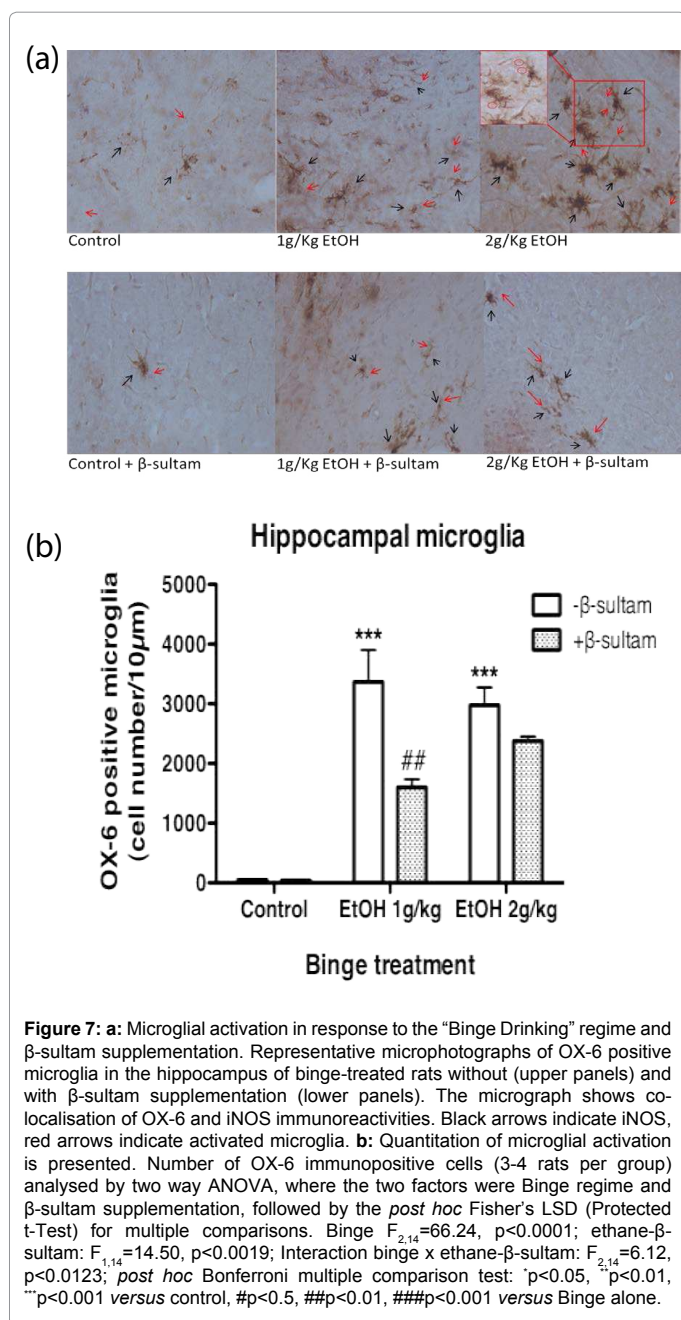 (a)
Control
1g/Kg EtOH
2g/Kg EtOH
Control + β-sultam
1g/Kg EtOH + β-sultam
2g/Kg EtOH + β-sultam
(b)
Hippocampal microglia
OX-6 positive microglia
(cell number/10µm)
5000
4000
3000
2000
1000
0
***
##
***
-β-sultam
+β-sultam
Control
EtOH 1g/kg
EtOH 2g/kg
Binge treatment
Figure 7: a: Microglial activation in response to the “Binge Drinking” regime and
β-sultam supplementation. Representative microphotographs of OX-6 positive
microglia in the hippocampus of binge-treated rats without (upper panels) and
with β-sultam supplementation (lower panels). The micrograph shows co-
localisation of OX-6 and iNOS immunoreactivities. Black arrows indicate iNOS,
red arrows indicate activated microglia. b: Quantitation of microglial activation
is presented. Number of OX-6 immunopositive cells (3-4 rats per group)
analysed by two way ANOVA, where the two factors were Binge regime and
β-sultam supplementation, followed by the post hoc Fisher’s LSD (Protected
t-Test) for multiple comparisons. Binge F2,14=66.24, p<0.0001; ethane-β-
sultam: F1,14=14.50, p<0.0019; Interaction binge x ethane-β-sultam: F2,14=6.12,
p<0.0123; post hoc Bonferroni multiple comparison test: *p<0.05, **p<0.01,
***p<0.001 versus control, #p<0.5, ##p<0.01, ###p<0.001 versus Binge alone.